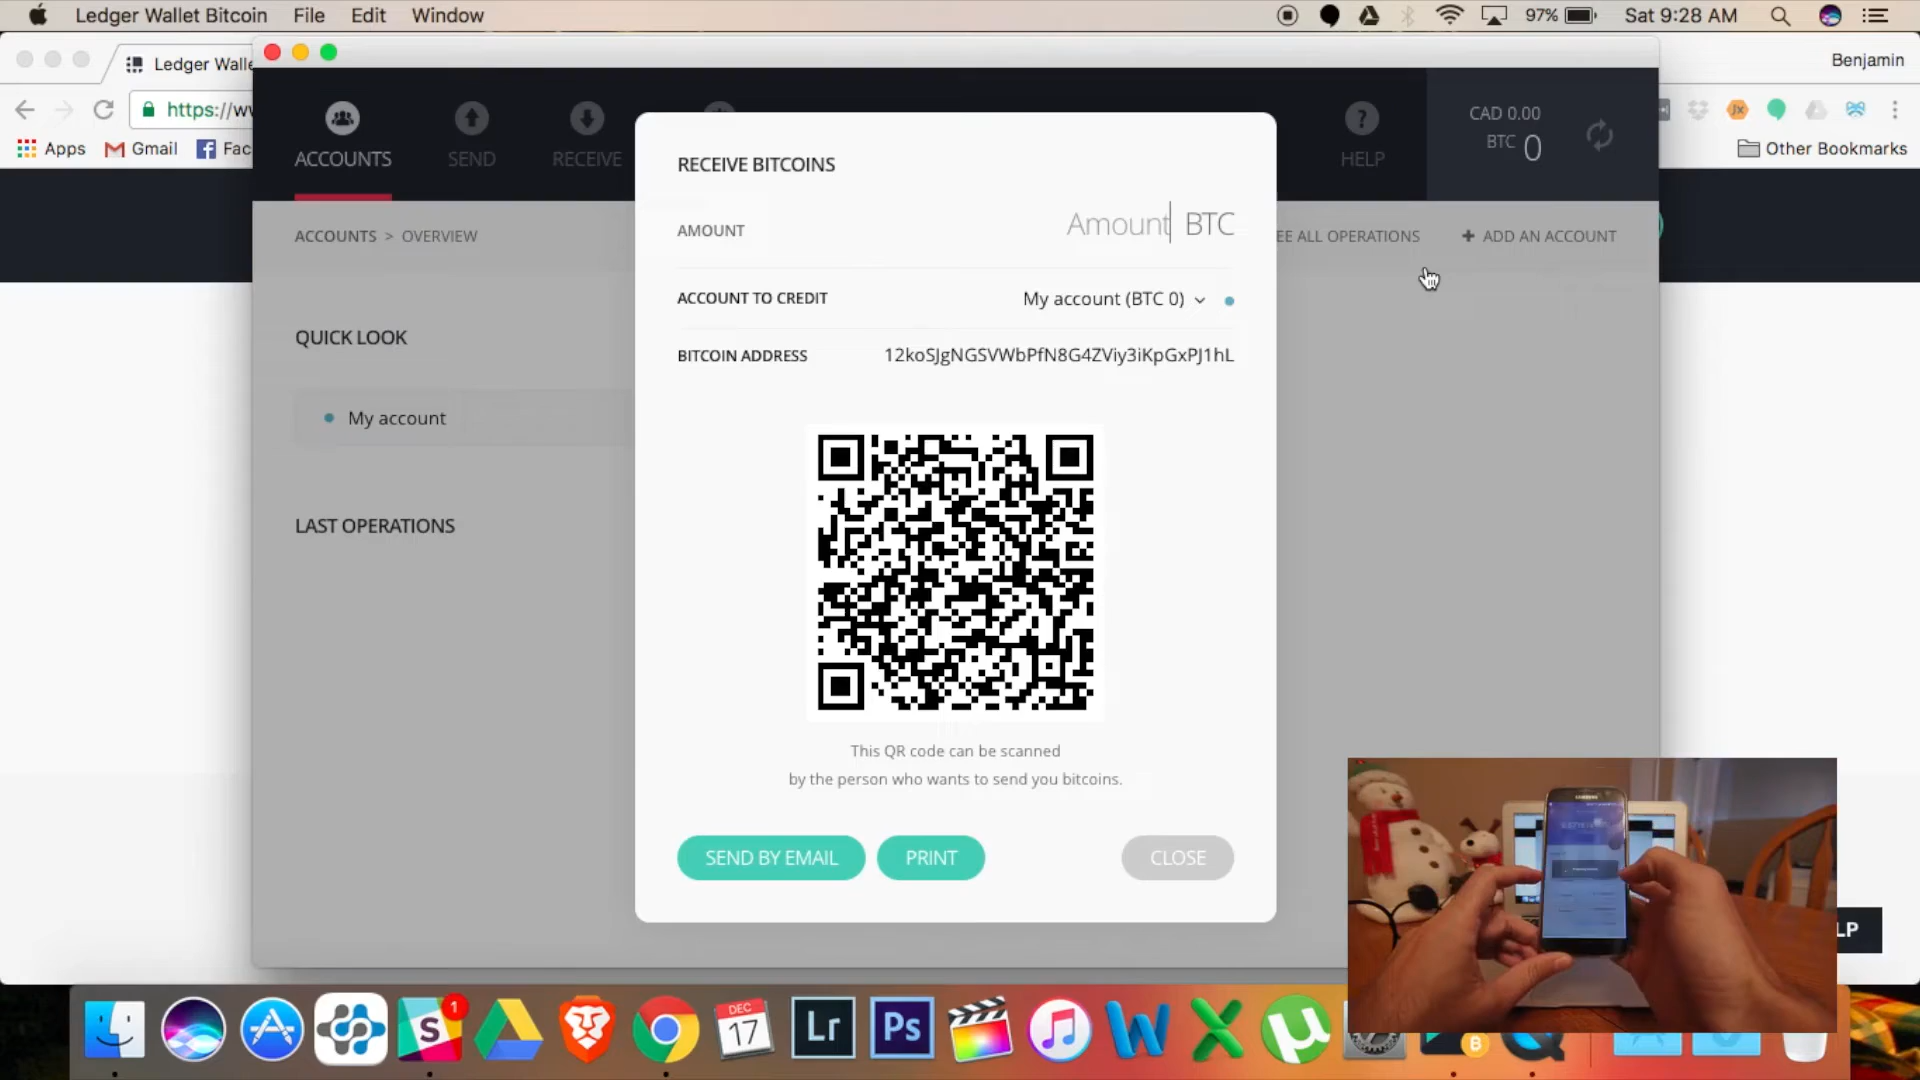 Ledger Wallet Bitcoin File Edit Window 97% Sat 9:28 AM
Ledger Walle Benjamin
https://ww
Apps Gmail Fac Other Bookmarks
ACCOUNTS SEND RECEIVE HELP
CAD 0.00
BTC 0
ACCOUNTS > OVERVIEW EE ALL OPERATIONS + ADD AN ACCOUNT
QUICK LOOK
My account
LAST OPERATIONS
RECEIVE BITCOINS
AMOUNT Amount BTC
ACCOUNT TO CREDIT My account (BTC 0)
BITCOIN ADDRESS 12koSJgNGSVWbPfN8G4ZViy3iKpGxPJ1hL
This QR code can be scanned
by the person who wants to send you bitcoins.
SEND BY EMAIL PRINT CLOSE
SAMSUNG
LP
S 1
DEC
17
Lr
Ps
W
X
µ
B